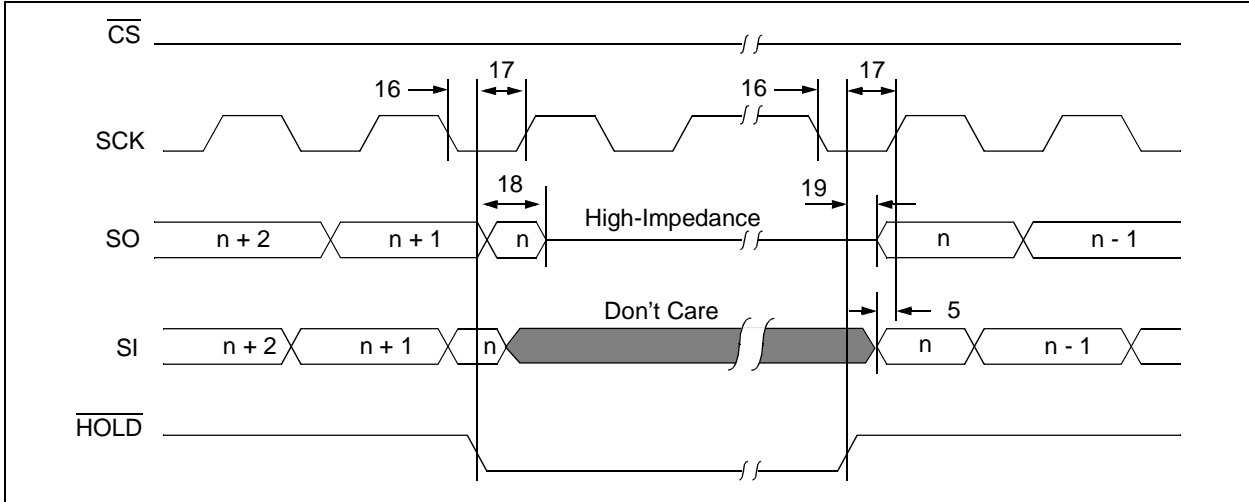 CS
16 17 16 17
SCK
18 19
High-Impedance
SO n + 2 n + 1 n n n - 1
Don't Care 5
SI n + 2 n + 1 n n n - 1
HOLD